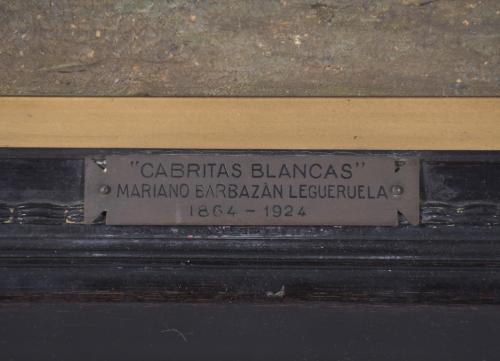 "CABRITAS BLANCAS"
MARIANO BARBAZÁN LEGUERUELA
1864 - 1924